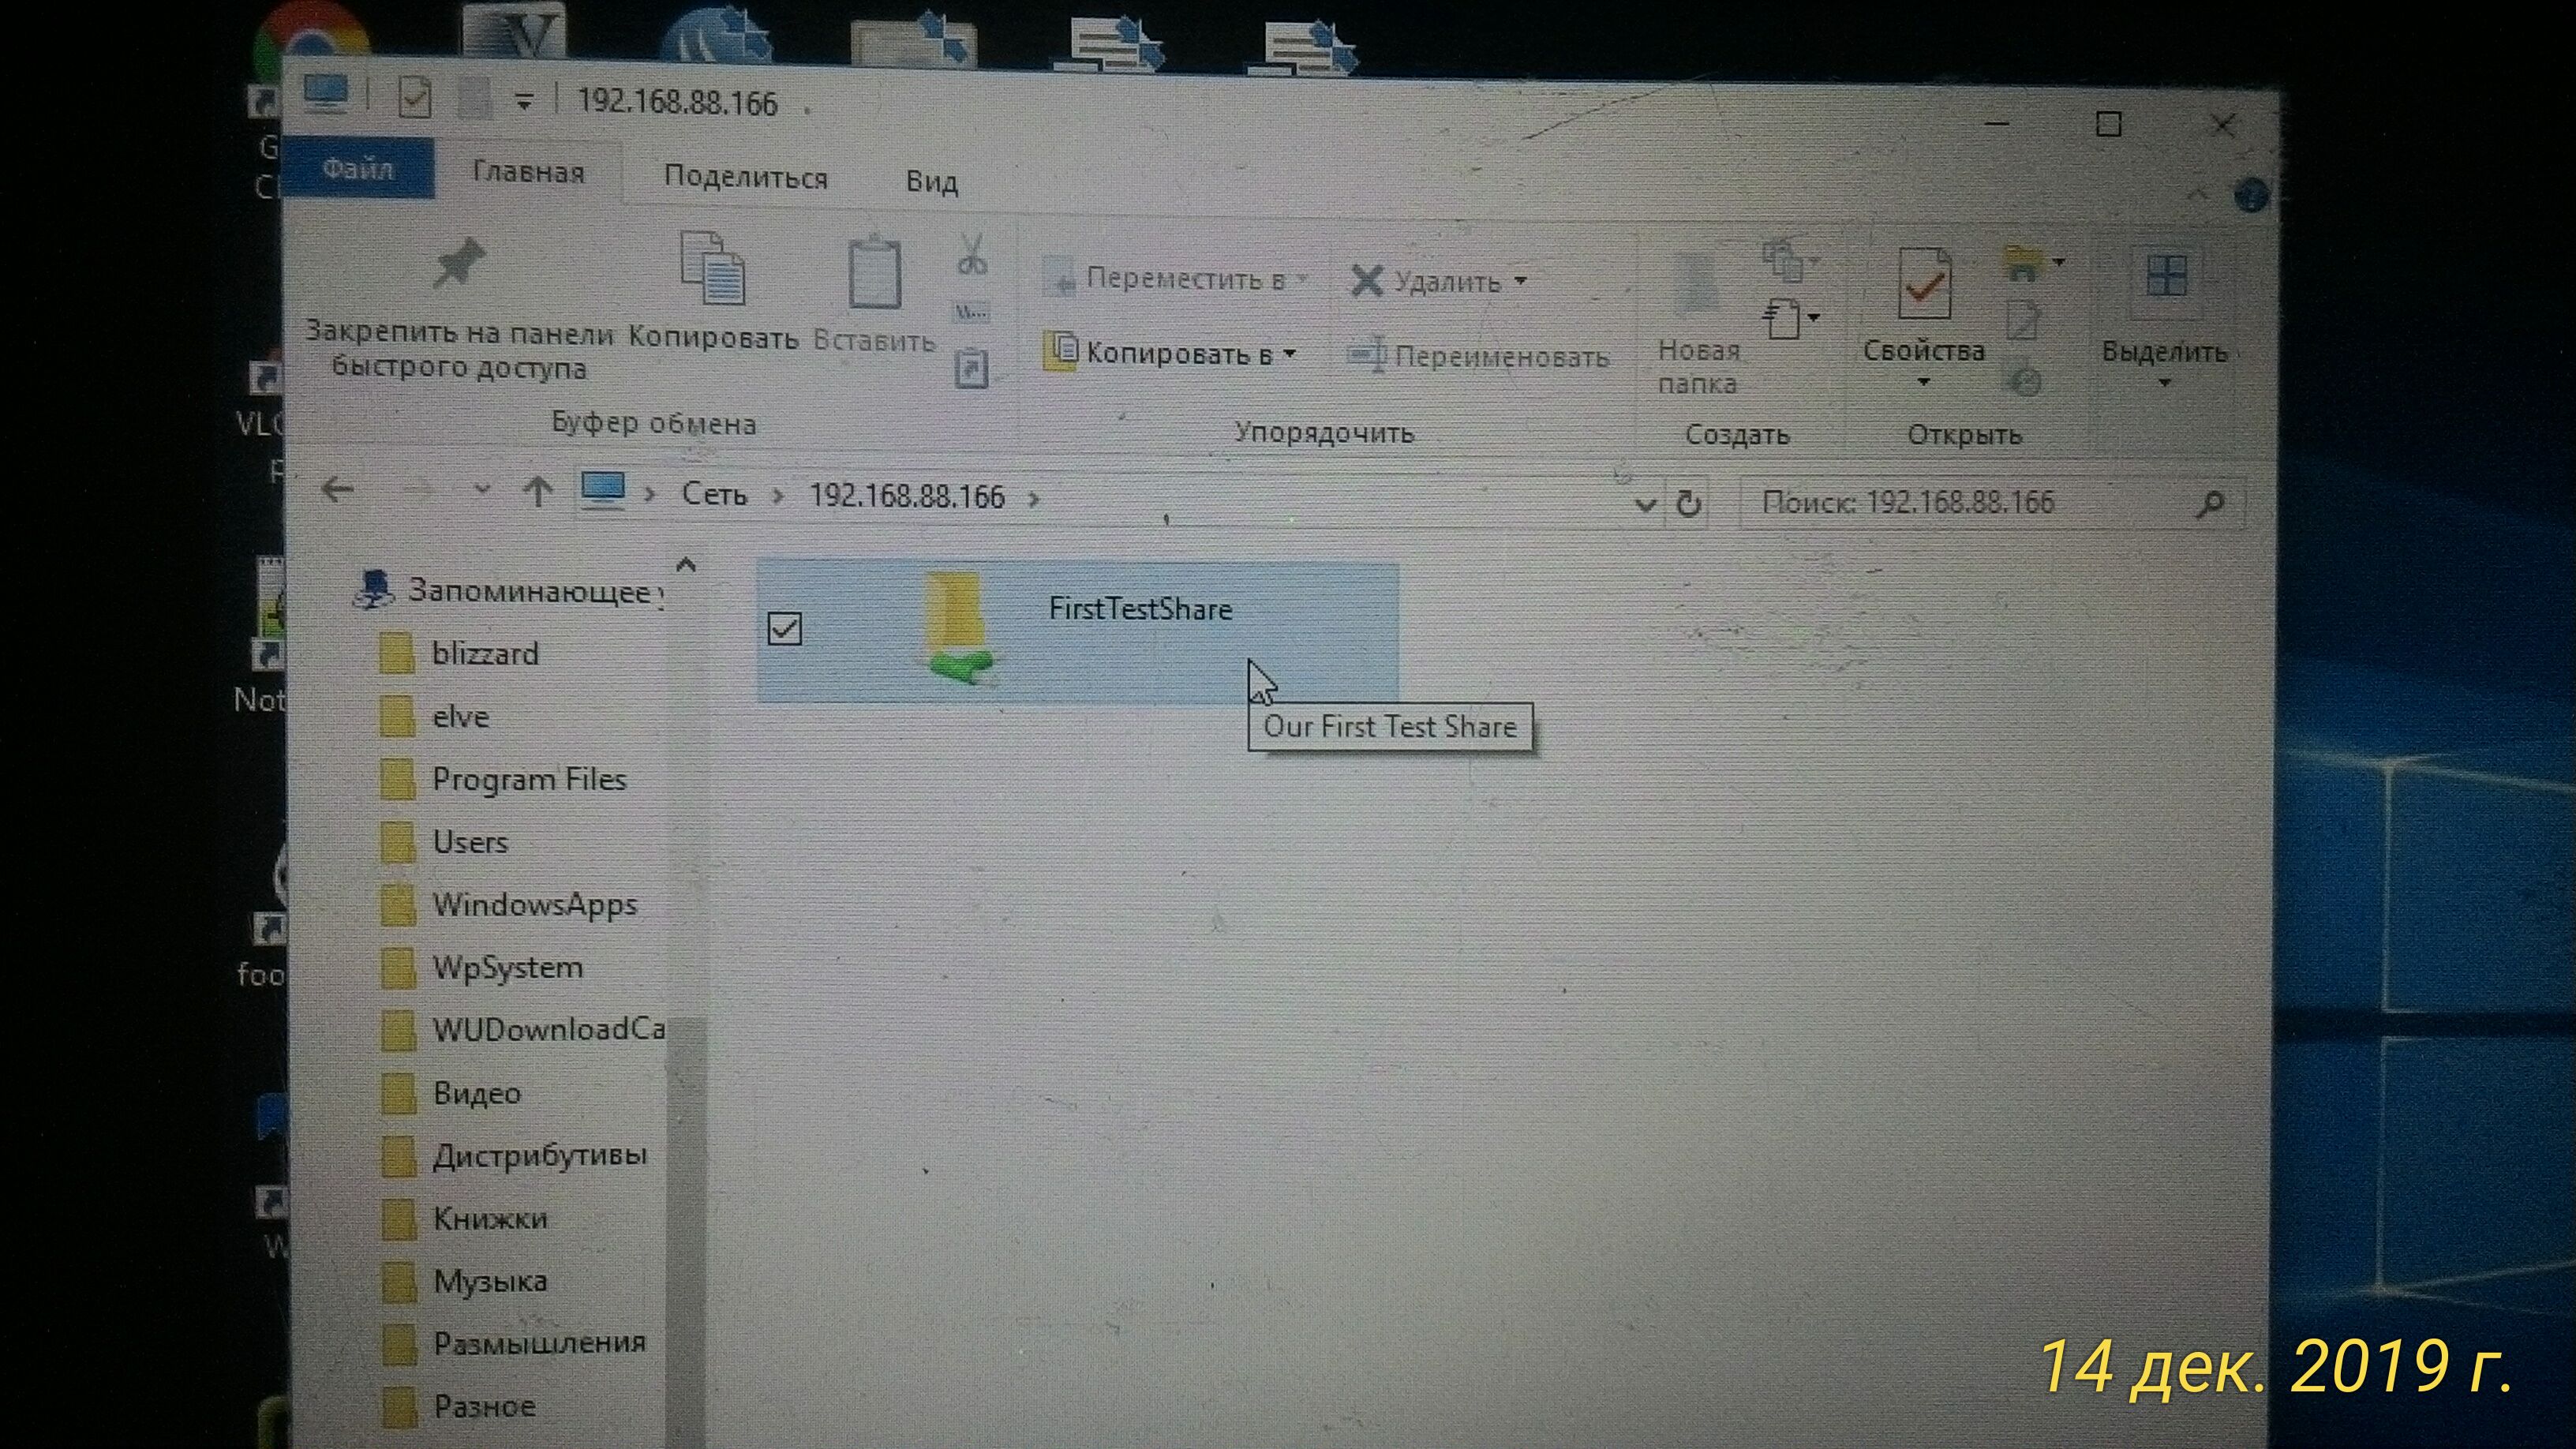 192.168.88.166
Файл Главная Поделиться Вид
Закрепить на панели
быстрого доступа
Копировать
Вставить
Переместить в
Копировать в
Удалить
Переименовать
Новая
папка
Свойства
Выделить
Буфер обмена Упорядочить Создать Открыть
Сеть 192.168.88.166
Поиск: 192.168.88.166
Запоминающее
blizzard
elve
Program Files
Users
WindowsApps
WpSystem
WUDownloadCa
Видео
Дистрибутивы
Книжки
Музыка
Размышления
Разное
FirstTestShare
Our First Test Share
VLC
Not
foo
W
14 дек. 2019 г.